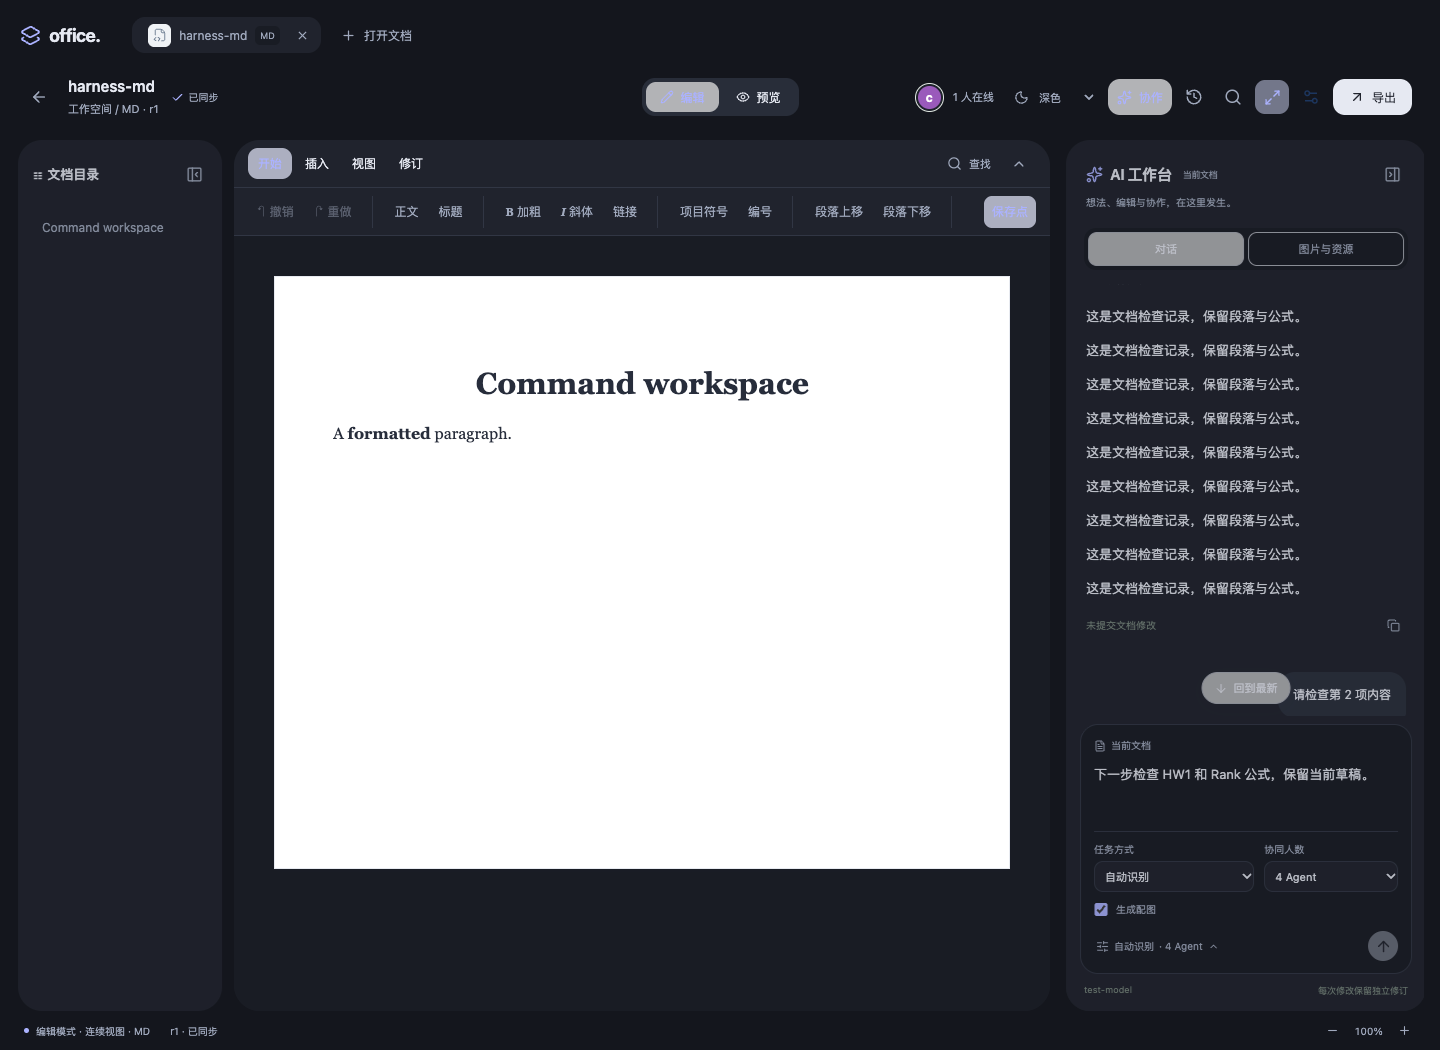 office.
harness-md MD
打开文档
harness-md
工作空间 / MD · r1
已同步
编辑
预览
c
1 人在线
深色
协作
导出
文档目录
Command workspace
开始 插入 视图 修订
查找
撤销 重做 正文 标题 B 加粗 I 斜体 链接 项目符号 编号 段落上移 段落下移
Command workspace
A formatted paragraph.
AI 工作台 当前文档
想法、编辑与协作，在这里发生。
对话 图片与资源
这是文档检查记录，保留段落与公式。
这是文档检查记录，保留段落与公式。
这是文档检查记录，保留段落与公式。
这是文档检查记录，保留段落与公式。
这是文档检查记录，保留段落与公式。
这是文档检查记录，保留段落与公式。
这是文档检查记录，保留段落与公式。
这是文档检查记录，保留段落与公式。
这是文档检查记录，保留段落与公式。
未提交文档修改
回到最新
请检查第 2 项内容
当前文档
下一步检查 HW1 和 Rank 公式，保留当前草稿。
任务方式 协同人数
自动识别 4 Agent
生成配图
自动识别 · 4 Agent
test-model 每次修改保留独立修订
编辑模式 · 连续视图 · MD r1 · 已同步
100%